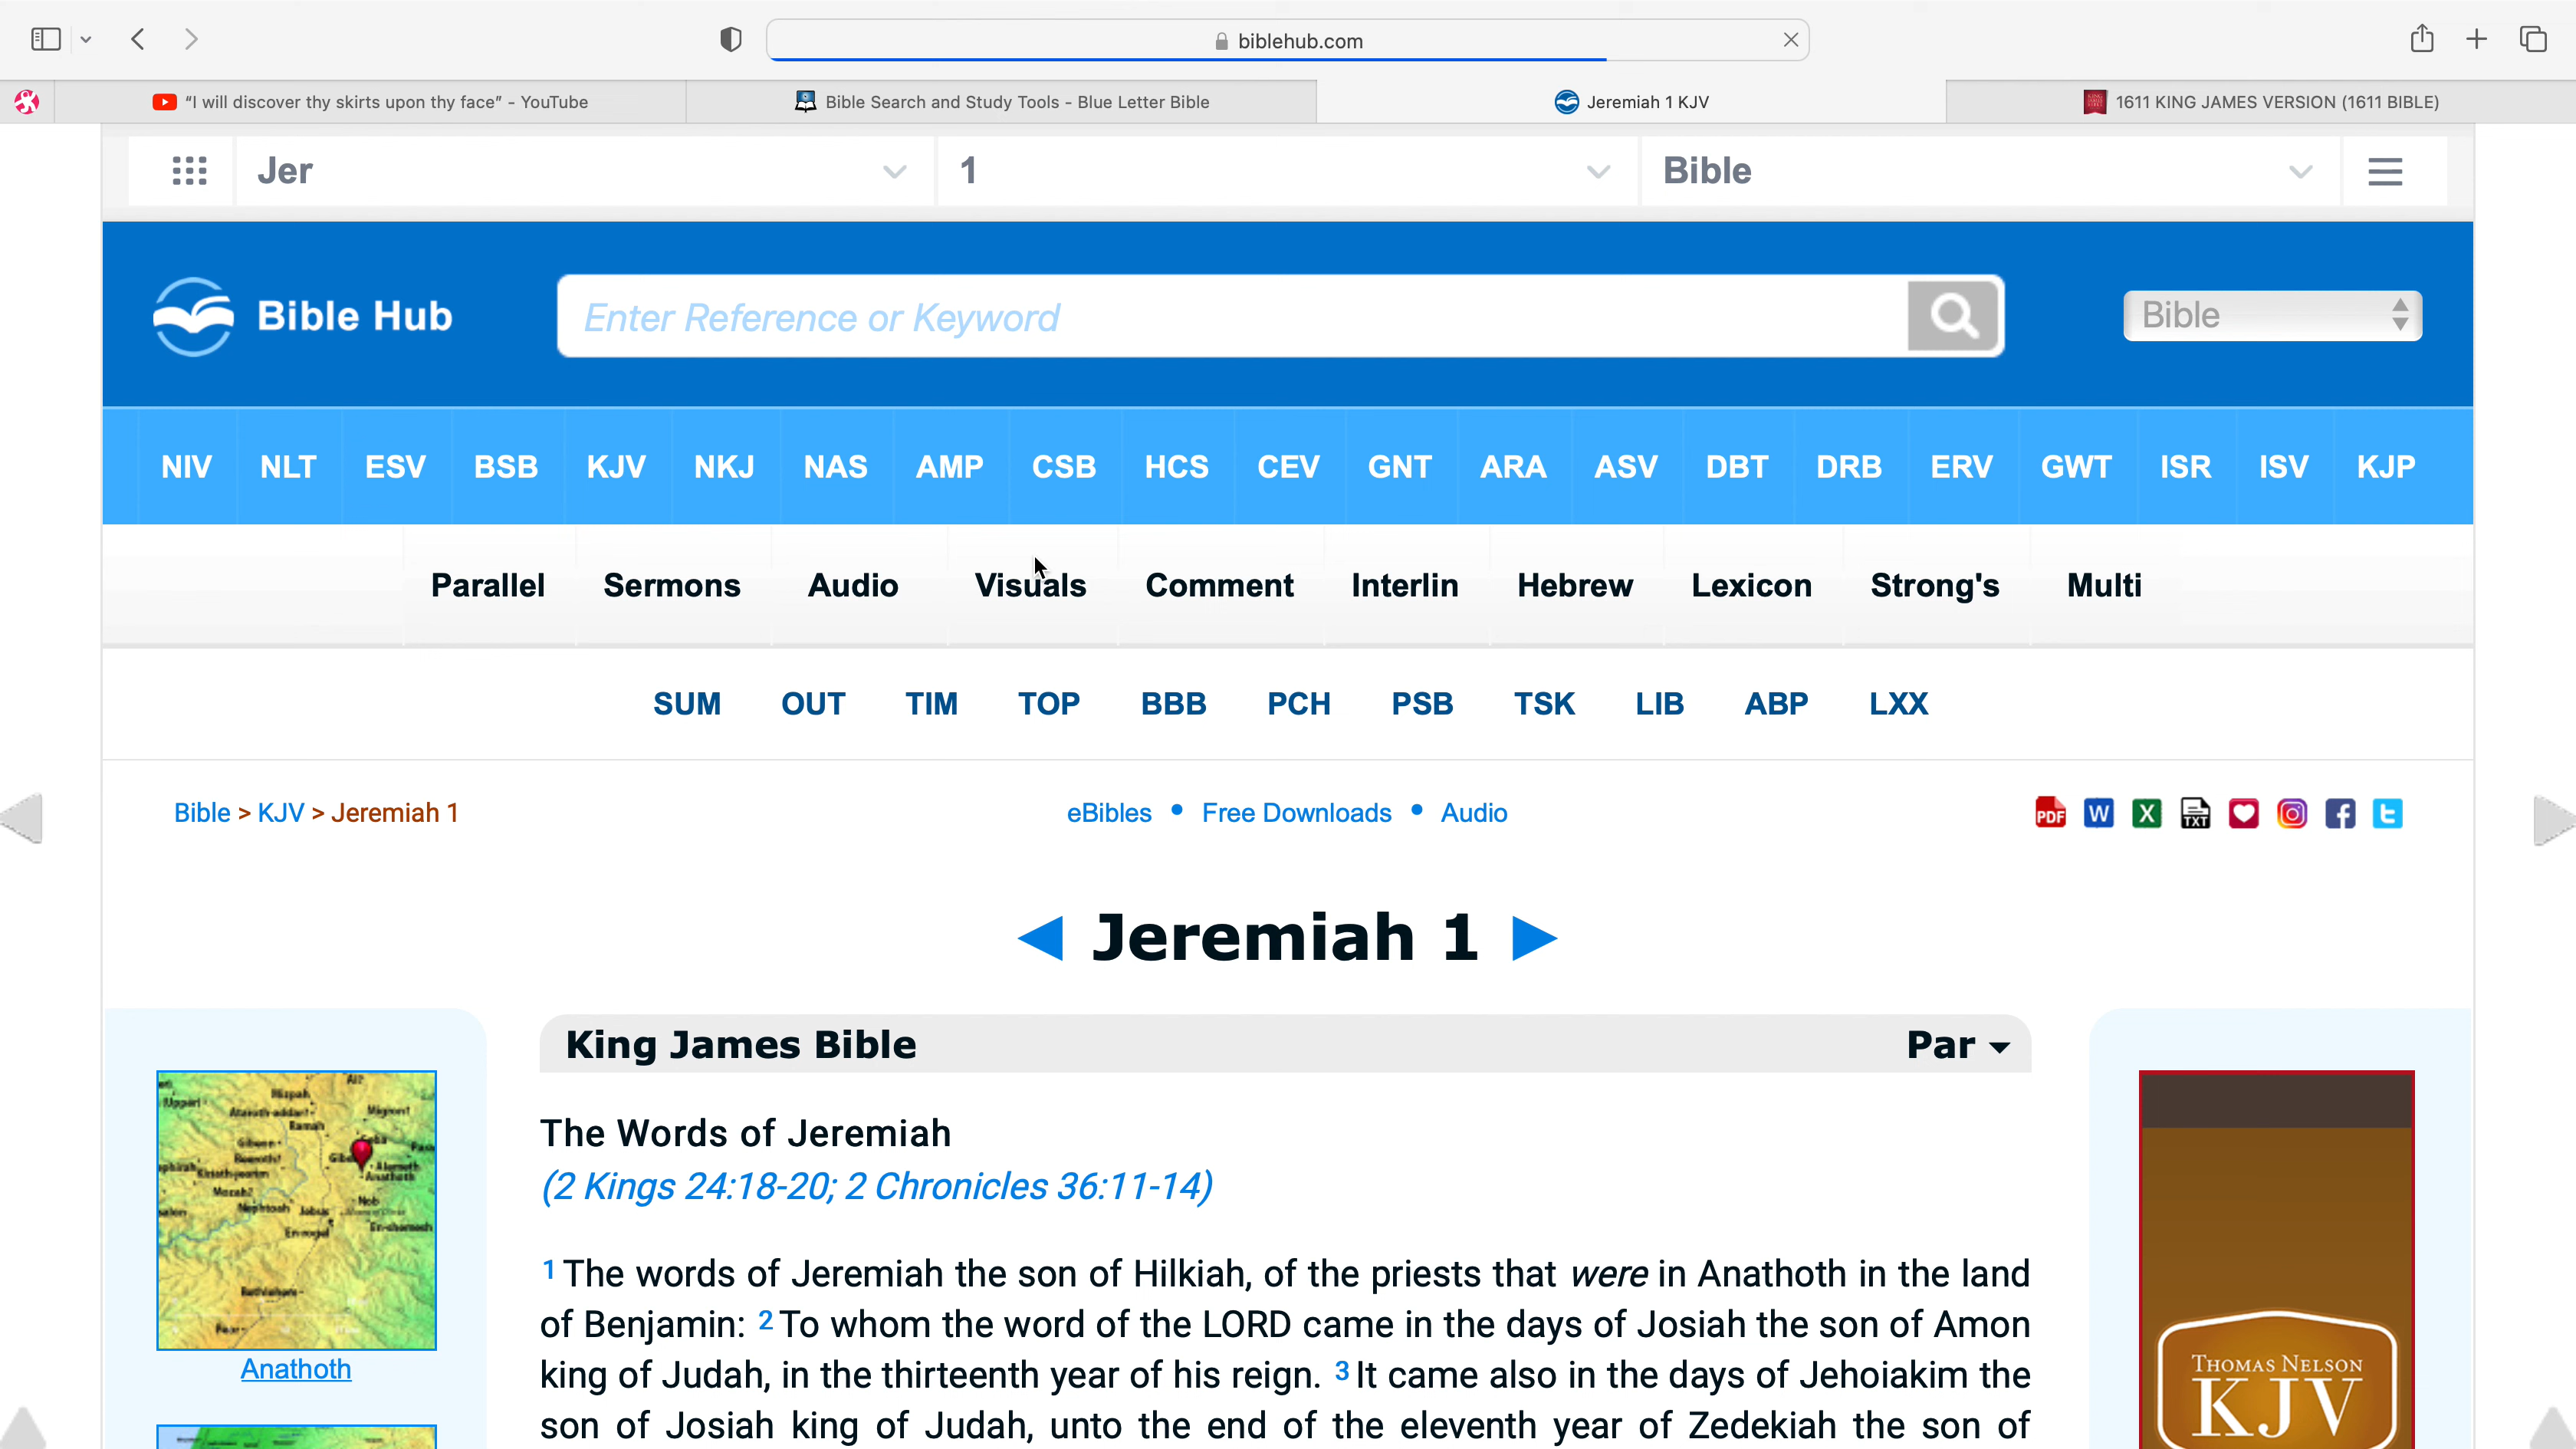 biblehub.com
“I will discover thy skirts upon thy face” - YouTube
Bible Search and Study Tools - Blue Letter Bible
Jeremiah 1 KJV
1611 KING JAMES VERSION (1611 BIBLE)
Jer
1
Bible
Bible Hub
Enter Reference or Keyword
Bible
NIV NLT ESV BSB KJV NKJ NAS AMP CSB HCS CEV GNT ARA ASV DBT DRB ERV GWT ISR ISV KJP
Parallel Sermons Audio Visuals Comment Interlin Hebrew Lexicon Strong's Multi
SUM OUT TIM TOP BBB PCH PSB TSK LIB ABP LXX
Bible > KJV > Jeremiah 1
eBibles • Free Downloads • Audio
PDF W X TXT
◀ Jeremiah 1 ▶
King James Bible
Par
The Words of Jeremiah
(2 Kings 24:18-20; 2 Chronicles 36:11-14)
1 The words of Jeremiah the son of Hilkiah, of the priests that were in Anathoth in the land
of Benjamin: 2 To whom the word of the LORD came in the days of Josiah the son of Amon
king of Judah, in the thirteenth year of his reign. 3 It came also in the days of Jehoiakim the
son of Josiah king of Judah, unto the end of the eleventh year of Zedekiah the son of
Mizpah
Ramah
Anathoth
Nob
Anathoth
THOMAS NELSON
KJV